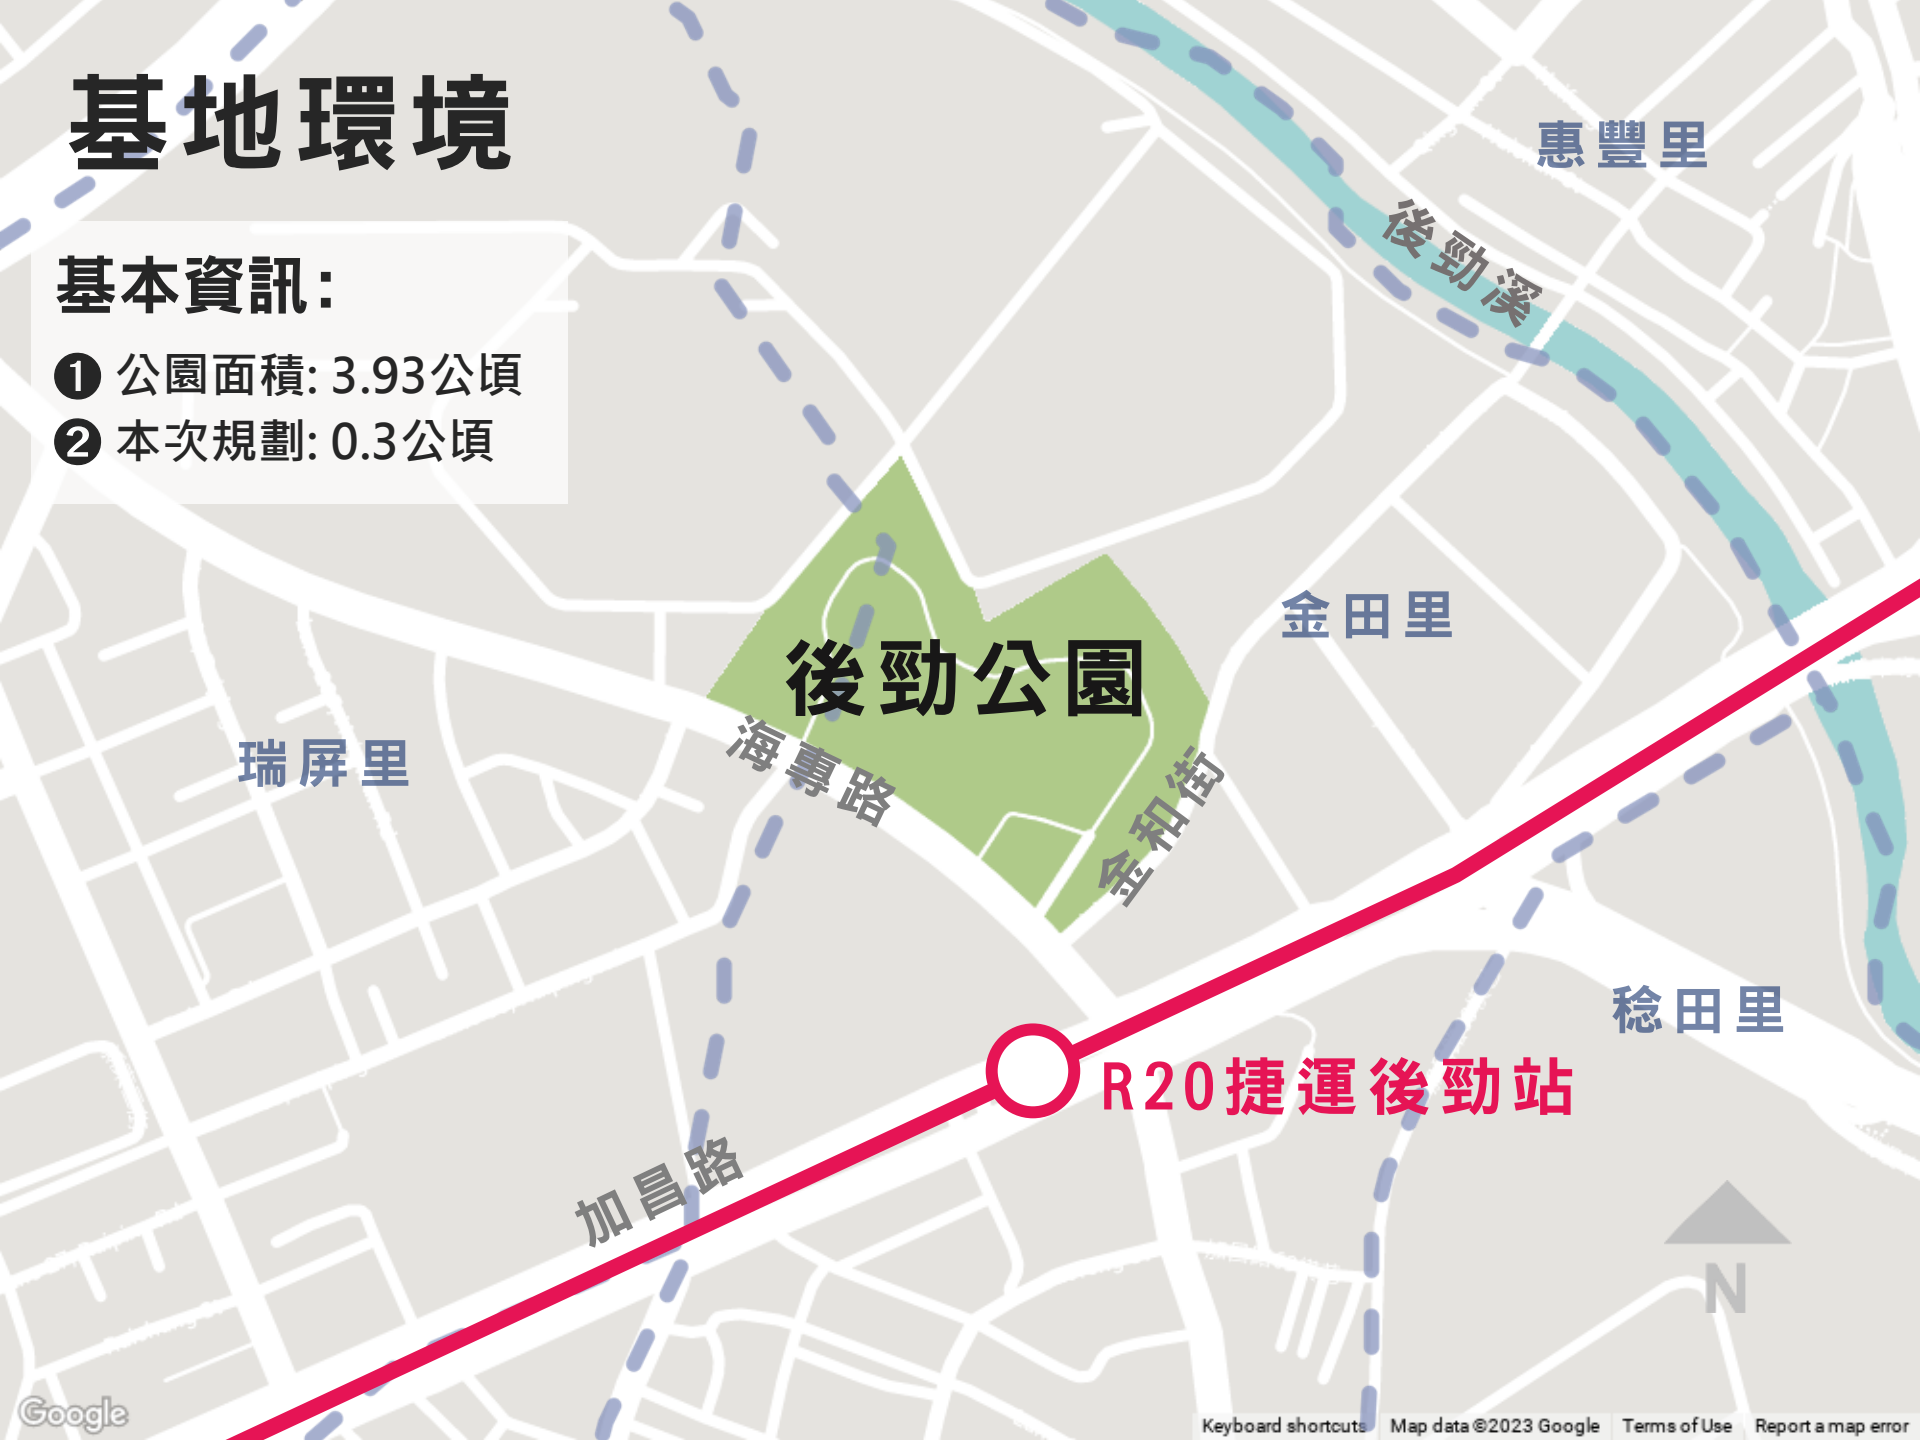 基地環境
基本資訊：
❶ 公園面積: 3.93公頃
❷ 本次規劃: 0.3公頃
惠豐里
後勁溪
金田里
後勁公園
瑞屏里
海專路
金和街
稔田里
R20捷運後勁站
加昌路
N
Google
Keyboard shortcuts
Map data ©2023 Google
Terms of Use
Report a map error